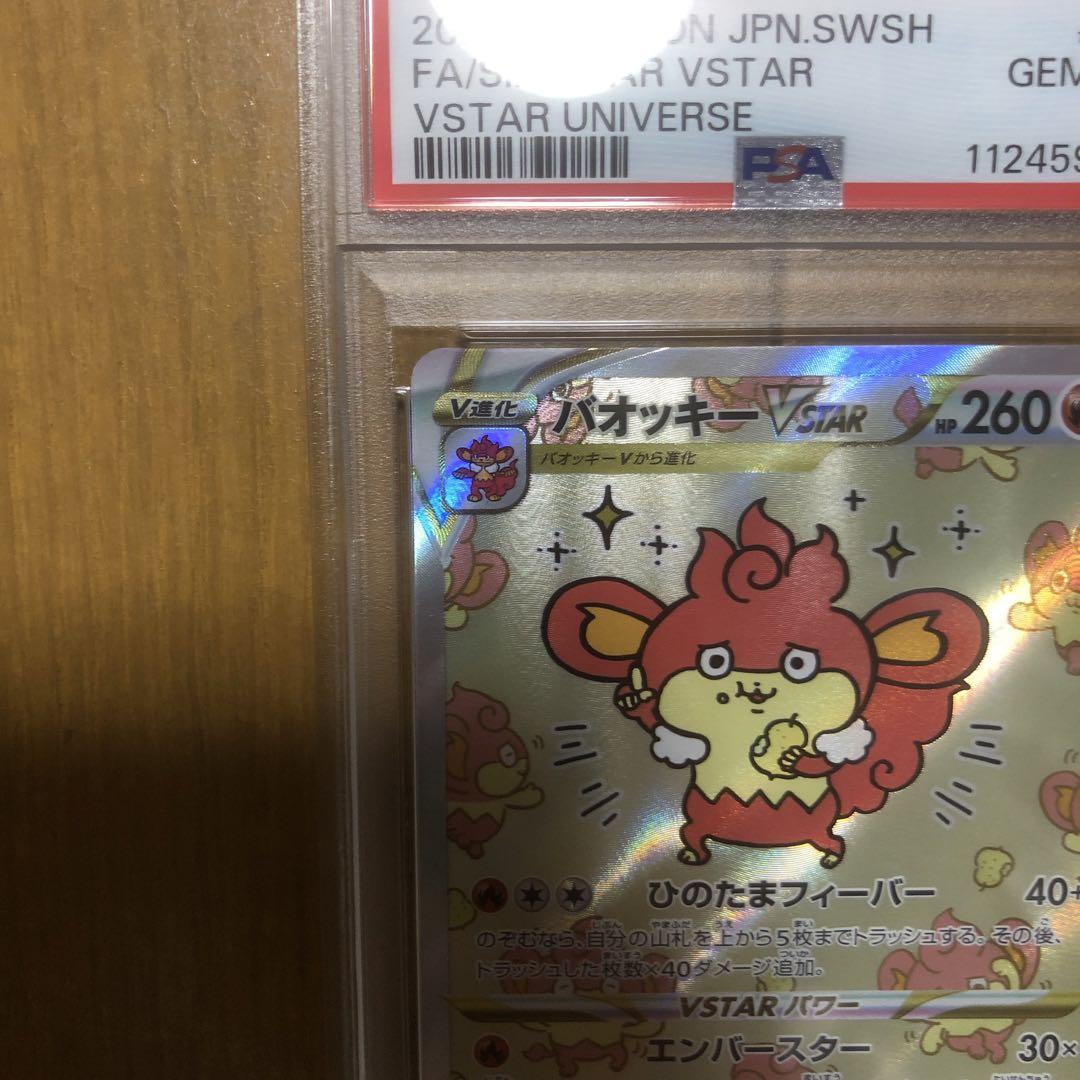 JPN.SWSH
VSTAR
GEM
VSTAR UNIVERSE
PSA
V進化
バオッキー VSTAR
HP 260
バオッキーVから進化
ひのたまフィーバー 40+
のぞむなら、自分の山札を上から5枚までトラッシュする。その後、
トラッシュした枚数×40ダメージ追加。
VSTARパワー
エンバースター 30×